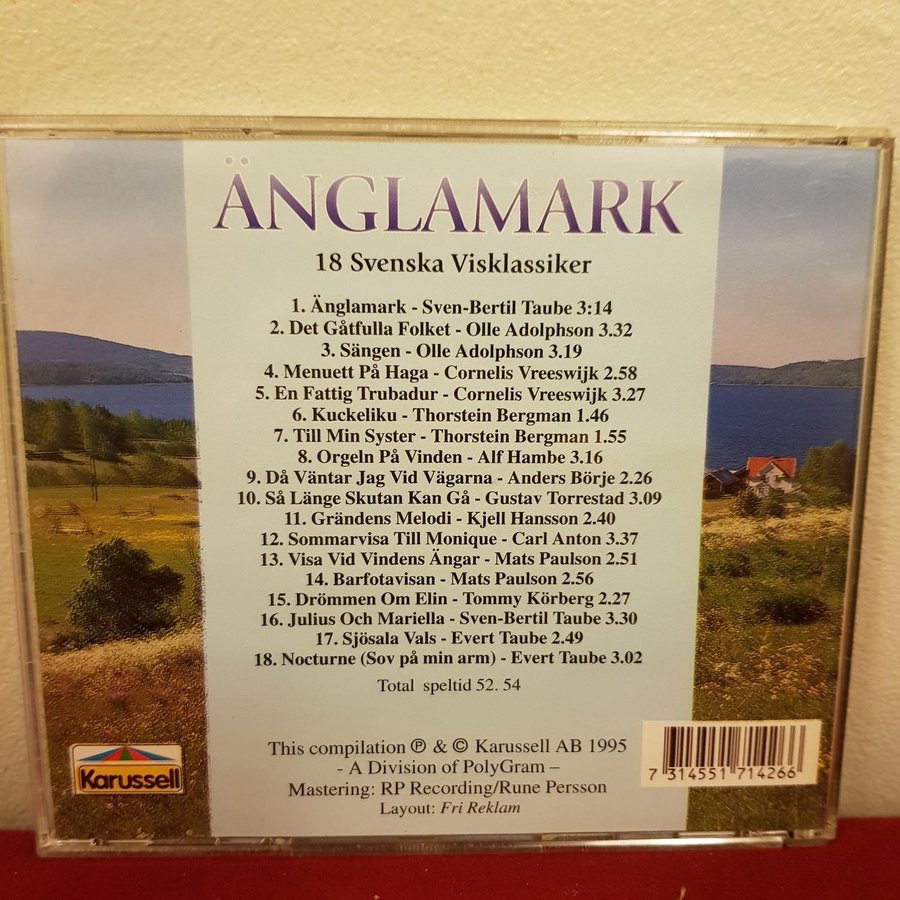 ÄNGLAMARK
18 Svenska Visklassiker
1. Änglamark - Sven-Bertil Taube 3:14
2. Det Gåtfulla Folket - Olle Adolphson 3.32
3. Sängen - Olle Adolphson 3.19
4. Menuett På Haga - Cornelis Vreeswijk 2.58
5. En Fattig Trubadur - Cornelis Vreeswijk 3.27
6. Kuckeliku - Thorstein Bergman 1.46
7. Till Min Syster - Thorstein Bergman 1.55
8. Orgeln På Vinden - Alf Hambe 3.16
9. Då Väntar Jag Vid Vägarna - Anders Börje 2.26
10. Så Länge Skutan Kan Gå - Gustav Torrestad 3.09
11. Grändens Melodi - Kjell Hansson 2.40
12. Sommarvisa Till Monique - Carl Anton 3.37
13. Visa Vid Vindens Ängar - Mats Paulson 2.51
14. Barfotavisan - Mats Paulson 2.56
15. Drömmen Om Elin - Tommy Körberg 2.27
16. Julius Och Mariella - Sven-Bertil Taube 3.30
17. Sjösala Vals - Evert Taube 2.49
18. Nocturne (Sov på min arm) - Evert Taube 3.02
Total speltid 52. 54
This compilation ℗ & © Karussell AB 1995
- A Division of PolyGram –
Mastering: RP Recording/Rune Persson
Layout: Fri Reklam
Karussell
7 314551 714266